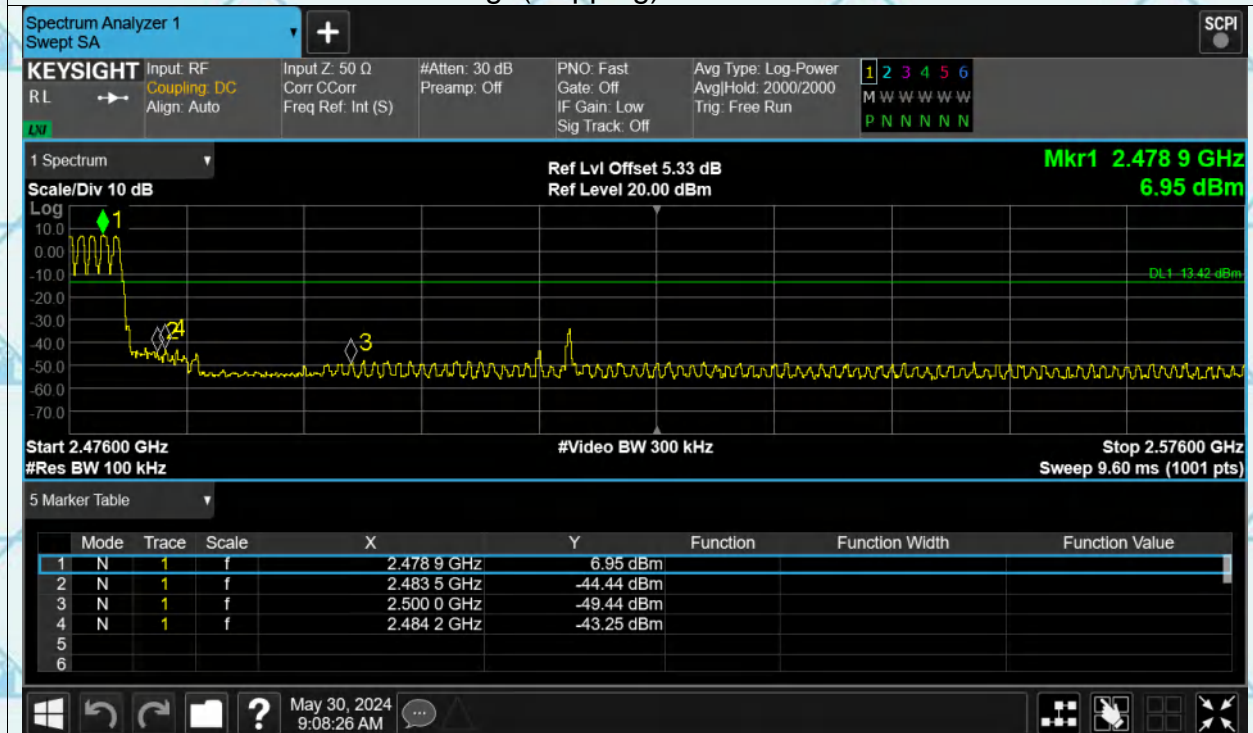 (Hopping)
Spectrum Analyzer 1
Swept SA
+
SCPI
KEYSIGHT
RL
LXI
Input: RF
Coupling: DC
Align: Auto
Input Z: 50 Ω
Corr CCorr
Freq Ref: Int (S)
#Atten: 30 dB
Preamp: Off
PNO: Fast
Gate: Off
IF Gain: Low
Sig Track: Off
Avg Type: Log-Power
Avg|Hold: 2000/2000
Trig: Free Run
1 2 3 4 5 6
M W W W W W
P N N N N N
1 Spectrum
Scale/Div 10 dB
Ref Lvl Offset 5.33 dB
Ref Level 20.00 dBm
Mkr1 2.478 9 GHz
6.95 dBm
Log
10.0
0.00
-10.0
-20.0
-30.0
-40.0
-50.0
-60.0
-70.0
1
2
4
3
DL1 -13.42 dBm
Start 2.47600 GHz
#Res BW 100 kHz
#Video BW 300 kHz
Stop 2.57600 GHz
Sweep 9.60 ms (1001 pts)
5 Marker Table
Mode Trace Scale X Y Function Function Width Function Value
1 N 1 f 2.478 9 GHz 6.95 dBm
2 N 1 f 2.483 5 GHz -44.44 dBm
3 N 1 f 2.500 0 GHz -49.44 dBm
4 N 1 f 2.484 2 GHz -43.25 dBm
5
6
?
May 30, 2024
9:08:26 AM